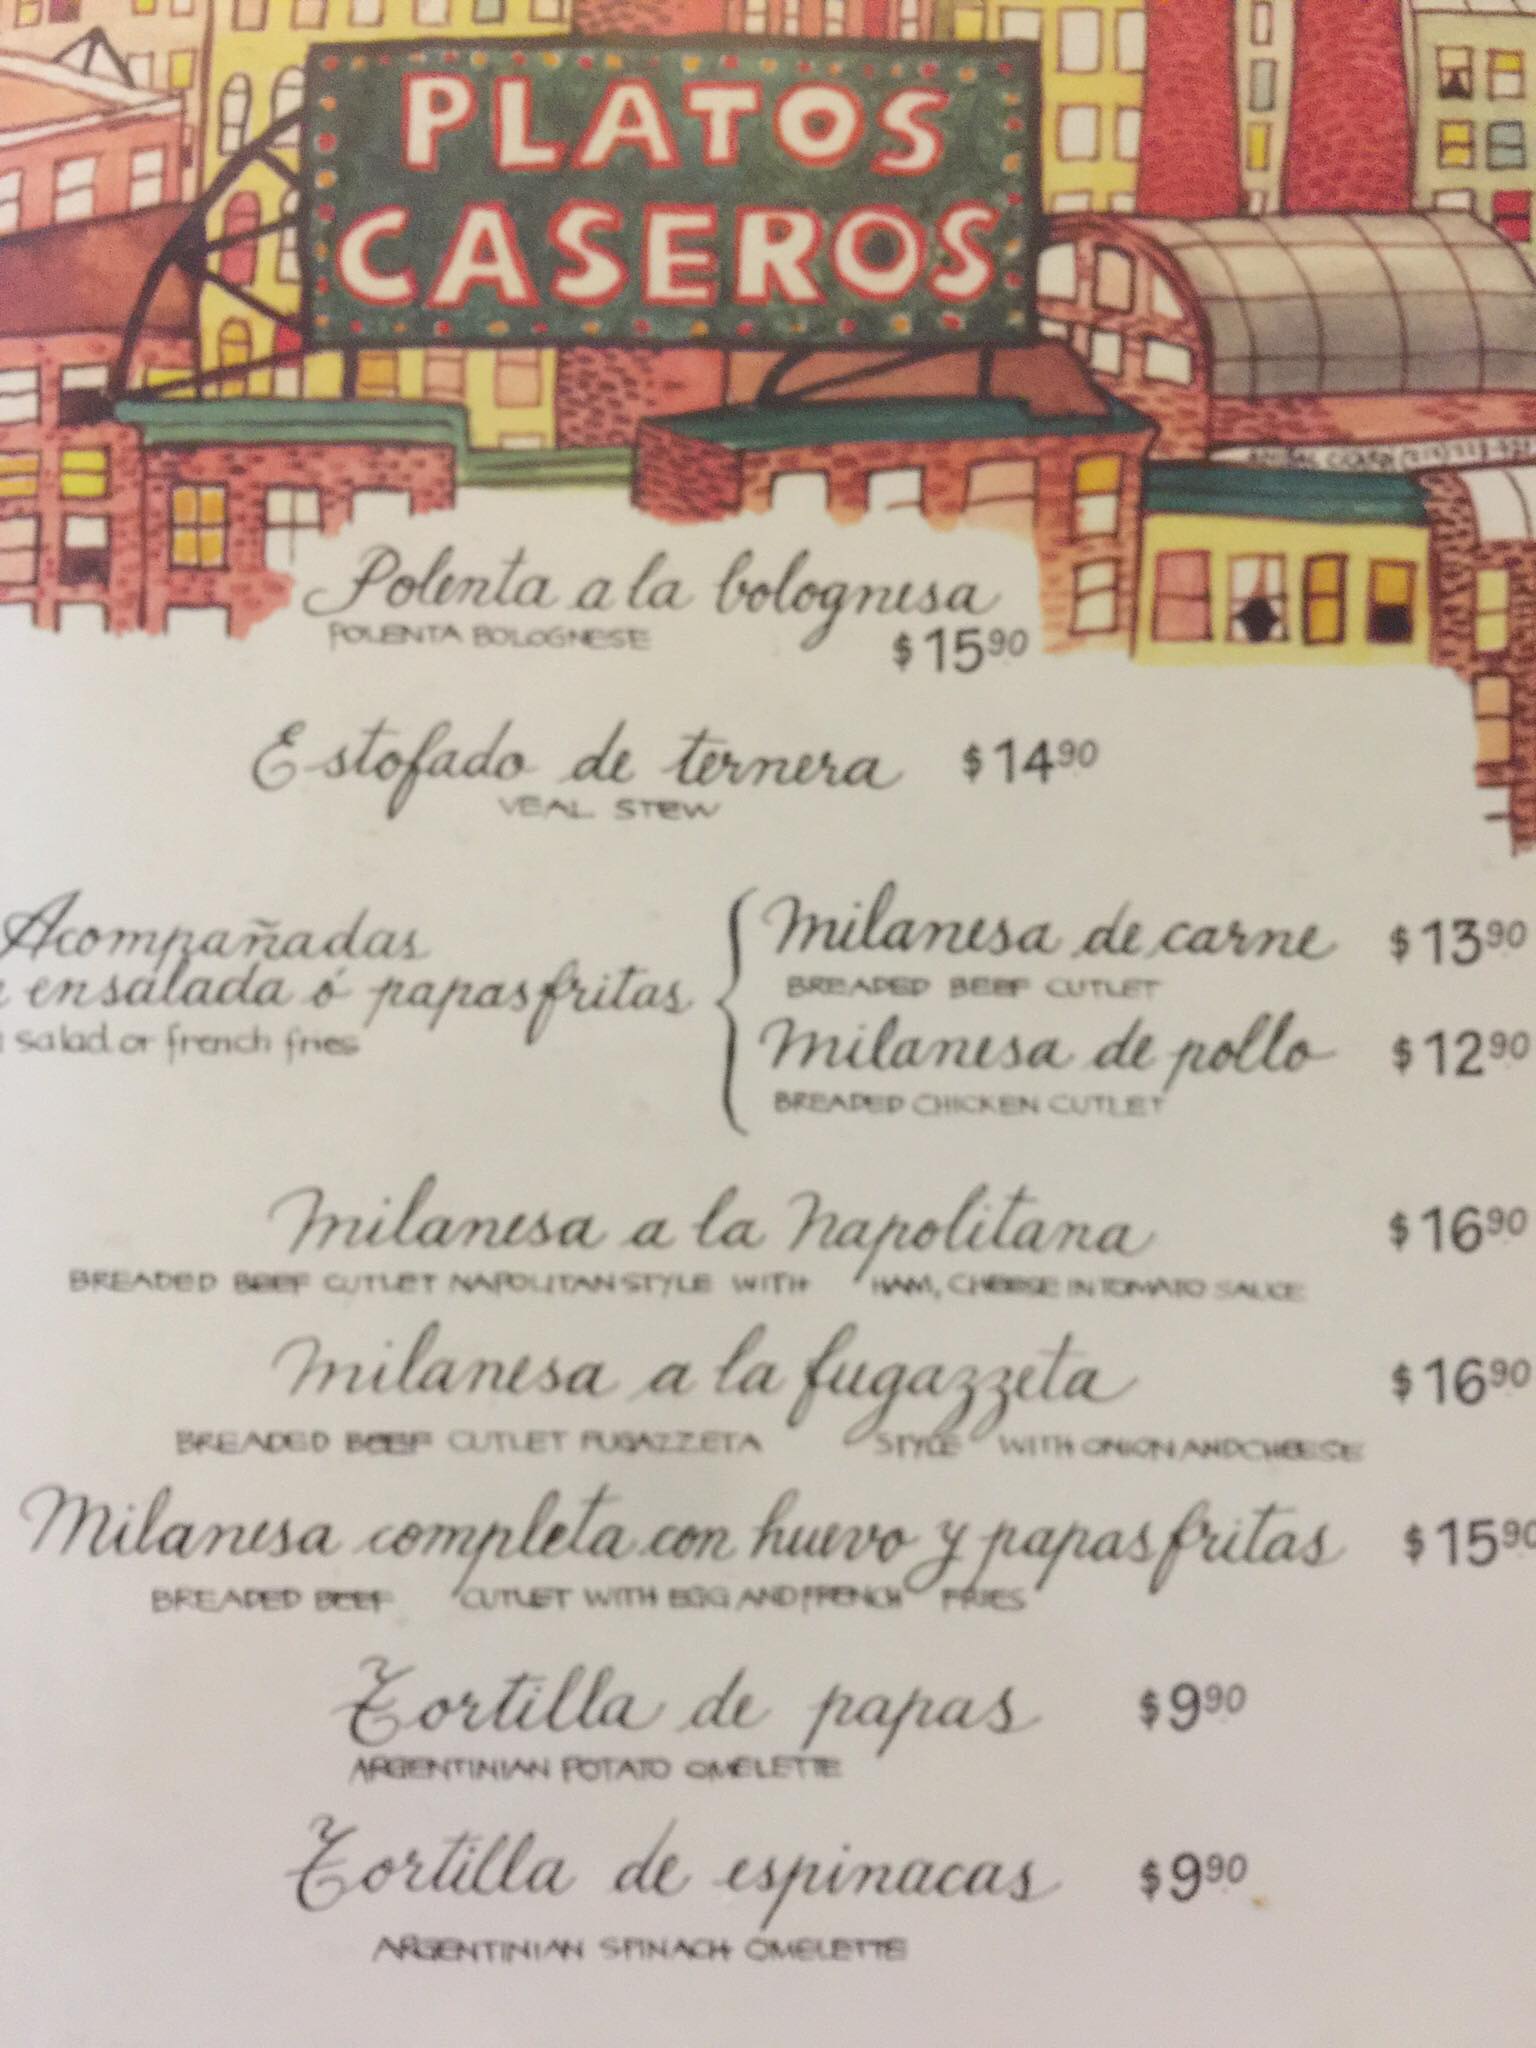 PLATOS
CASEROS
Polenta a la bolognesa
POLENTA BOLOGNESE
$15.90
Estofado de ternera $14.90
VEAL STEW
Acompañadas
ensalada ó papas fritas
salad or french fries
Milanesa de carne $13.90
BREADED BEEF CUTLET
Milanesa de pollo $12.90
BREADED CHICKEN CUTLET
Milanesa a la Napolitana $16.90
BREADED BEEF CUTLET NAPOLITAN STYLE WITH HAM, CHEESE IN TOMATO SAUCE
Milanesa a la fugazzeta $16.90
BREADED BEEF CUTLET FUGAZZETA STYLE WITH ONION AND CHEESE
Milanesa completa con huevo y papas fritas $15.90
BREADED BEEF CUTLET WITH EGG AND FRENCH FRIES
Tortilla de papas $9.90
ARGENTINIAN POTATO OMELETTE
Tortilla de espinacas $9.90
ARGENTINIAN SPINACH OMELETTE